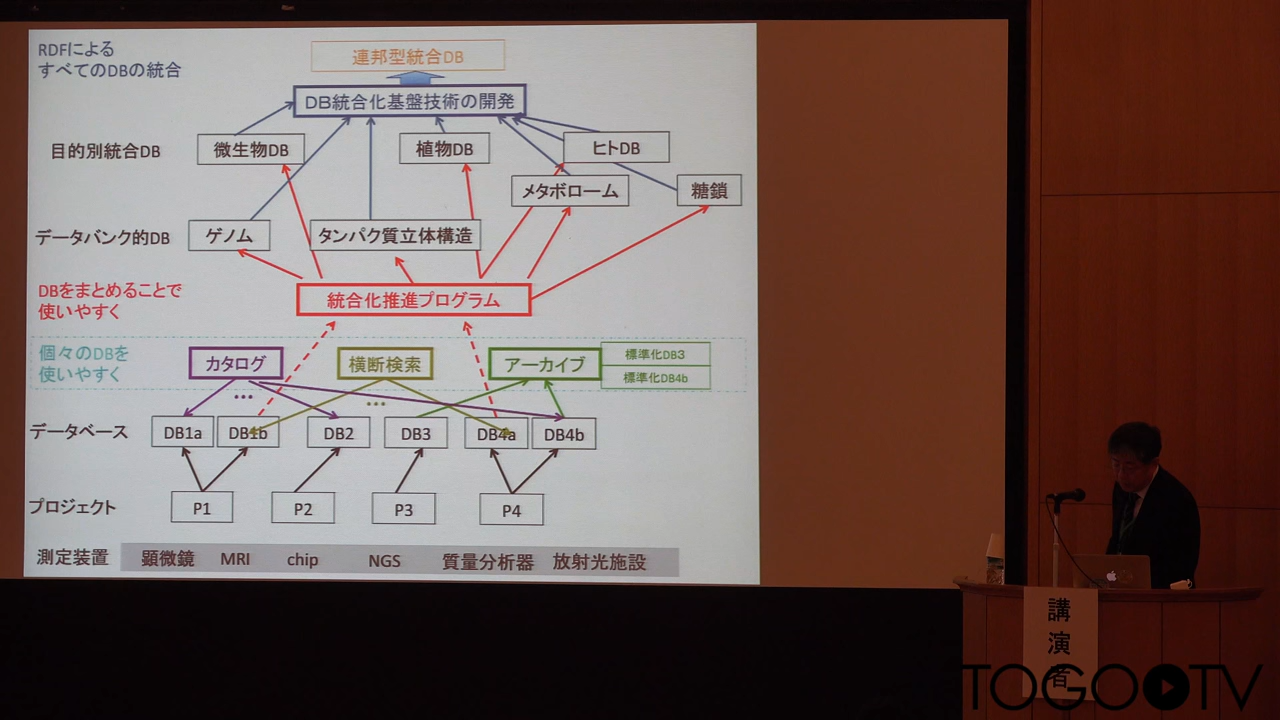 RDFによる
すべてのDBの統合
連邦型統合DB
DB統合化基盤技術の開発
目的別統合DB
微生物DB
植物DB
ヒトDB
メタボローム
糖鎖
データバンク的DB
ゲノム
タンパク質立体構造
DBをまとめることで
使いやすく
統合化推進プログラム
個々のDBを
使いやすく
カタログ
横断検索
アーカイブ
標準化DB3
標準化DB4b
…
…
データベース
DB1a
DB1b
DB2
DB3
DB4a
DB4b
プロジェクト
P1
P2
P3
P4
測定装置
顕微鏡
MRI
chip
NGS
質量分析器
放射光施設
講
演
者
TOGOTV